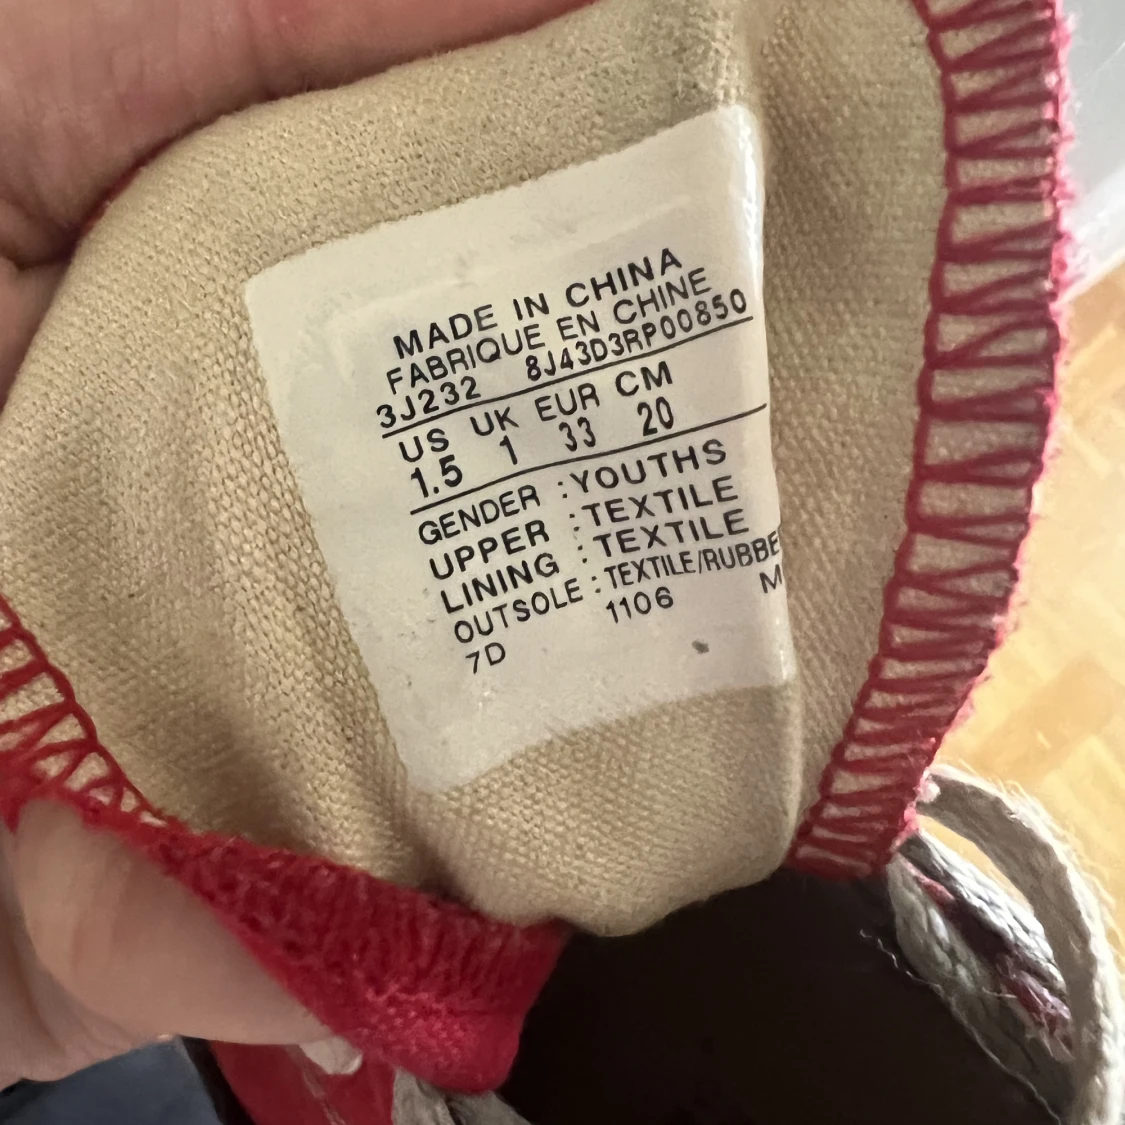 MADE IN CHINA
FABRIQUE EN CHINE
3J232 8J43D3RP00850
US UK EUR CM
1.5 1 33 20
GENDER :YOUTHS
UPPER :TEXTILE
LINING :TEXTILE
OUTSOLE :TEXTILE/RUBBE
7D 1106 M